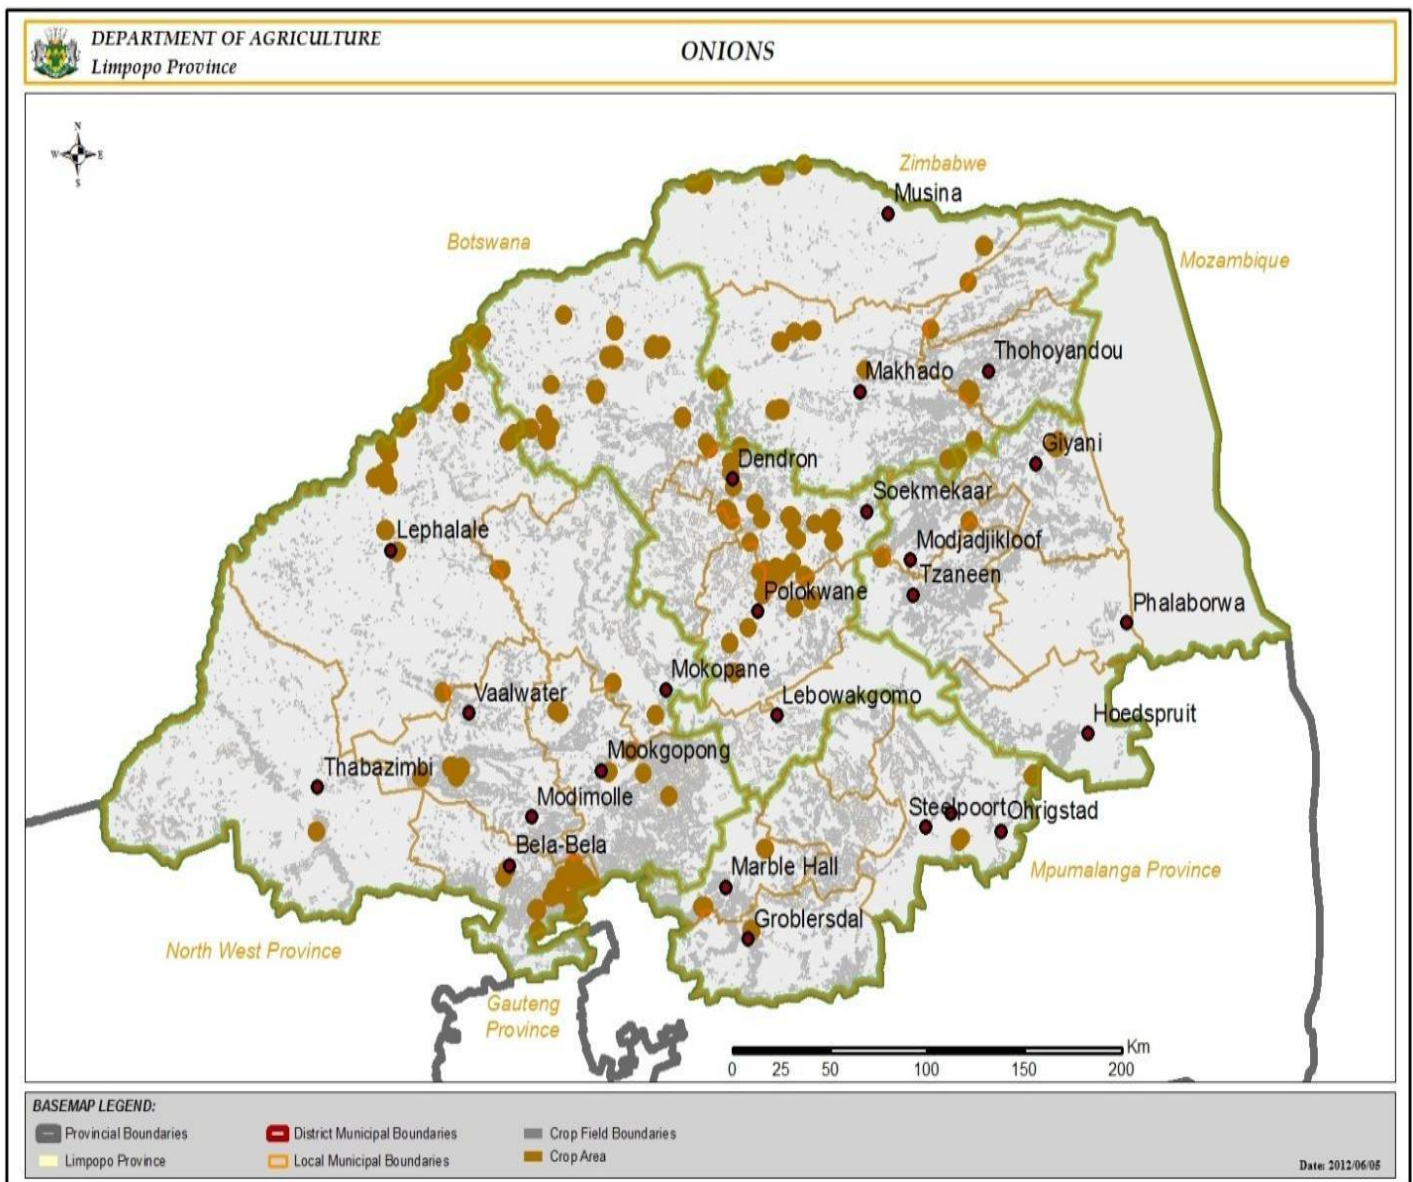 DEPARTMENT OF AGRICULTURE
Limpopo Province
ONIONS
N
W E
S
Zimbabwe
Musina
Botswana
Mozambique
Thohoyandou
Makhado
Giyani
Dendron
Soekmekaar
Lephalale
Modjadjikloof
Tzaneen
Polokwane
Phalaborwa
Mokopane
Vaalwater
Lebowakgomo
Hoedspruit
Mookgopong
Thabazimbi
Modimolle
Steelpoort
Ohrigstad
Bela-Bela
Marble Hall
Mpumalanga Province
Groblersdal
North West Province
Gauteng
Province
Km
0 25 50 100 150 200
BASEMAP LEGEND:
Provincial Boundaries
District Municipal Boundaries
Crop Field Boundaries
Limpopo Province
Local Municipal Boundaries
Crop Area
Date: 2012/06/05